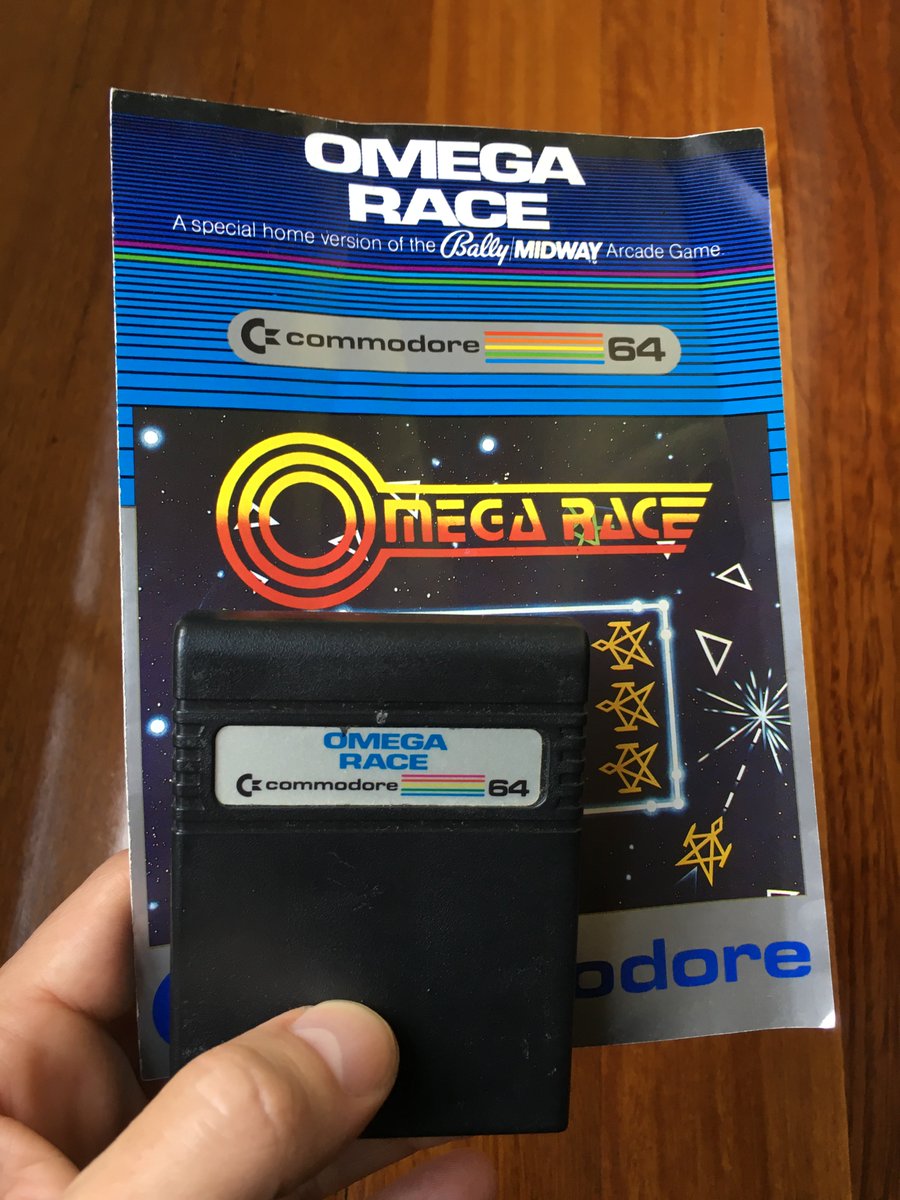 OMEGA
RACE
A special home version of the Bally/MIDWAY Arcade Game.
commodore 64
OMEGA RACE
OMEGA
RACE
commodore 64